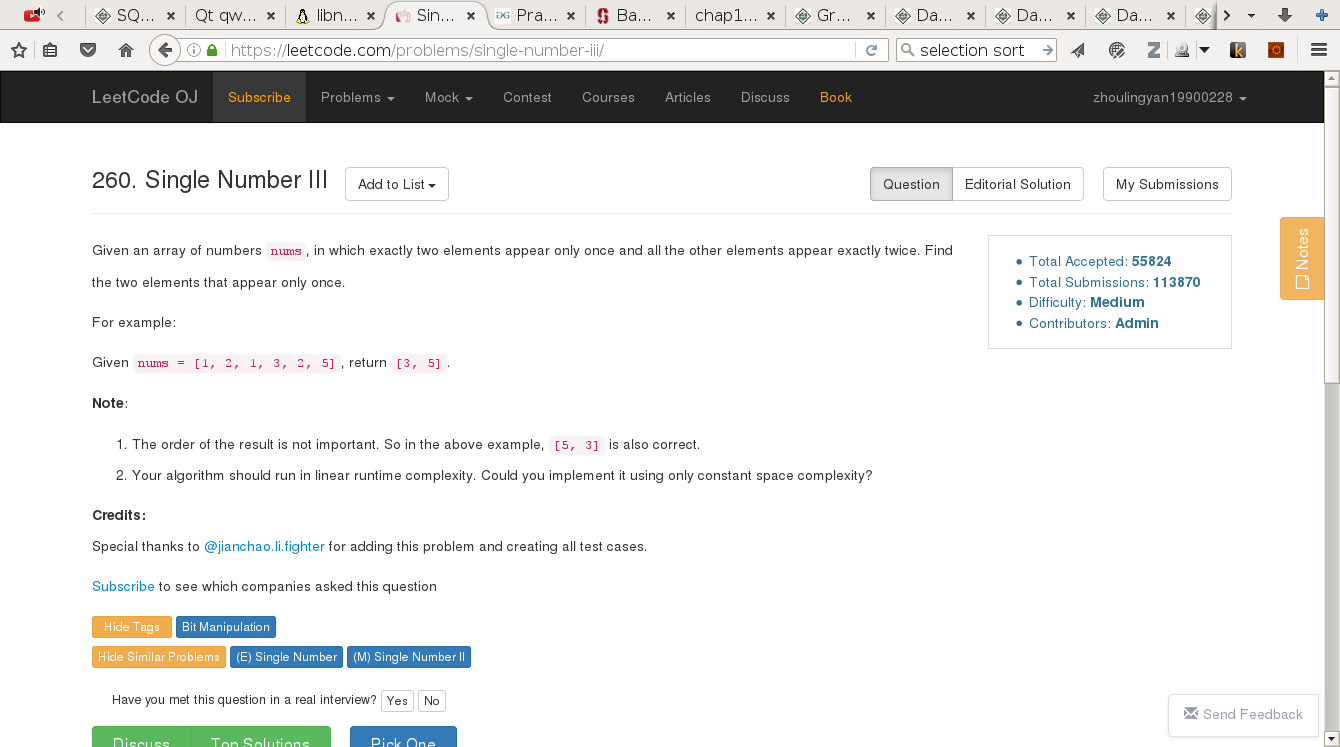 SQ... Qt qw... libn... Sin... Pra... Ba... chap1... Gr... Da... Da... Da...
https://leetcode.com/problems/single-number-iii/ selection sort
LeetCode OJ Subscribe Problems Mock Contest Courses Articles Discuss Book zhoulingyan19900228
260. Single Number III Add to List Question Editorial Solution My Submissions
Notes
Given an array of numbers nums, in which exactly two elements appear only once and all the other elements appear exactly twice. Find
the two elements that appear only once.
Total Accepted: 55824
Total Submissions: 113870
Difficulty: Medium
Contributors: Admin
For example:
Given nums = [1, 2, 1, 3, 2, 5], return [3, 5].
Note:
1. The order of the result is not important. So in the above example, [5, 3] is also correct.
2. Your algorithm should run in linear runtime complexity. Could you implement it using only constant space complexity?
Credits:
Special thanks to @jianchao.li.fighter for adding this problem and creating all test cases.
Subscribe to see which companies asked this question
Hide Tags Bit Manipulation
Hide Similar Problems (E) Single Number (M) Single Number II
Have you met this question in a real interview? Yes No
Discuss Top Solutions Pick One
Send Feedback